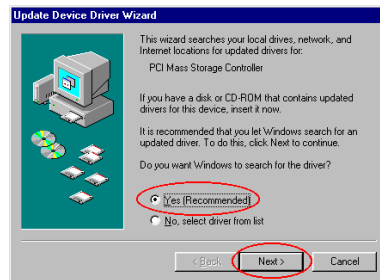 Update Device Driver Wizard
This wizard searches your local drives, network, and
Internet locations for updated drivers for:
PCI Mass Storage Controller
If you have a disk or CD-ROM that contains updated
drivers for this device, insert it now.
It is recommended that you let Windows search for an
updated driver. To do this, click Next to continue.
Do you want Windows to search for the driver?
Yes (Recommended)
No, select driver from list
< Back
Next >
Cancel